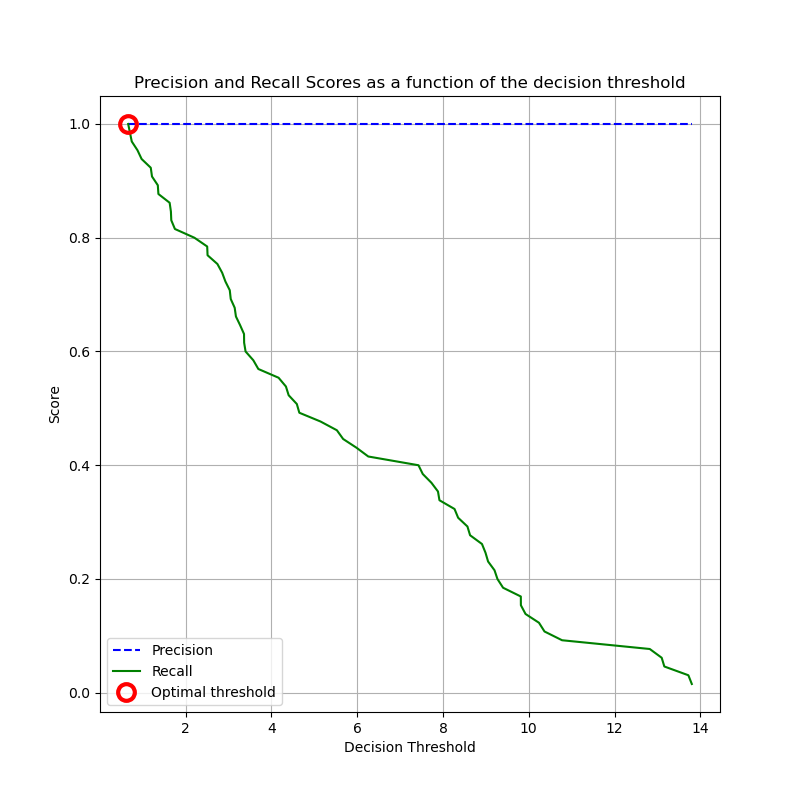 Precision and Recall Scores as a function of the decision threshold
1.0
0.8
0.6
0.4
0.2
0.0
Score
Precision
Recall
Optimal threshold
2 4 6 8 10 12 14
Decision Threshold